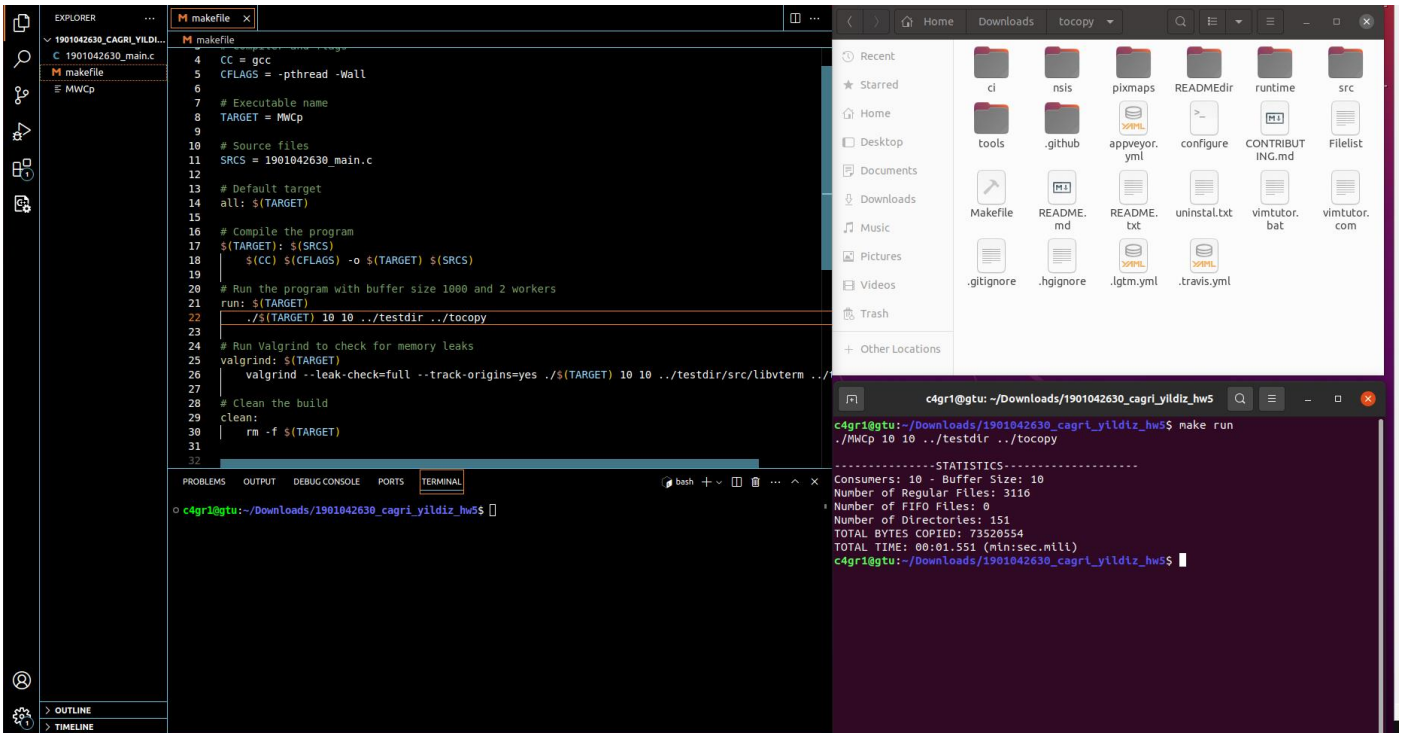 EXPLORER ···
1901042630_CAGRI_YILDI...
C 1901042630_main.c
M makefile
MWCp
OUTLINE
TIMELINE
M makefile ×
M makefile
3 # Compiler and flags
4 CC = gcc
5 CFLAGS = -pthread -Wall
6
7 # Executable name
8 TARGET = MWCp
9
10 # Source files
11 SRCS = 1901042630_main.c
12
13 # Default target
14 all: $(TARGET)
15
16 # Compile the program
17 $(TARGET): $(SRCS)
18 $(CC) $(CFLAGS) -o $(TARGET) $(SRCS)
19
20 # Run the program with buffer size 1000 and 2 workers
21 run: $(TARGET)
22 ./$(TARGET) 10 10 ../testdir ../tocopy
23
24 # Run Valgrind to check for memory leaks
25 valgrind: $(TARGET)
26 valgrind --leak-check=full --track-origins=yes ./$(TARGET) 10 10 ../testdir/src/libvterm ../t
27
28 # Clean the build
29 clean:
30 rm -f $(TARGET)
31
32
PROBLEMS OUTPUT DEBUG CONSOLE PORTS TERMINAL
bash
c4gr1@gtu:~/Downloads/1901042630_cagri_yildiz_hw5$
Home Downloads tocopy
Recent
Starred
Home
Desktop
Documents
Downloads
Music
Pictures
Videos
Trash
+ Other Locations
ci nsis pixmaps READMEdir runtime src
tools .github appveyor.yml configure CONTRIBUTING.md Filelist
Makefile README.md README.txt uninstal.txt vimtutor.bat vimtutor.com
.gitignore .hgignore .lgtm.yml .travis.yml
c4gr1@gtu: ~/Downloads/1901042630_cagri_yildiz_hw5
c4gr1@gtu:~/Downloads/1901042630_cagri_yildiz_hw5$ make run
./MWCp 10 10 ../testdir ../tocopy
---------------STATISTICS--------------------
Consumers: 10 - Buffer Size: 10
Number of Regular Files: 3116
Number of FIFO Files: 0
Number of Directories: 151
TOTAL BYTES COPIED: 73520554
TOTAL TIME: 00:01.551 (min:sec.mili)
c4gr1@gtu:~/Downloads/1901042630_cagri_yildiz_hw5$